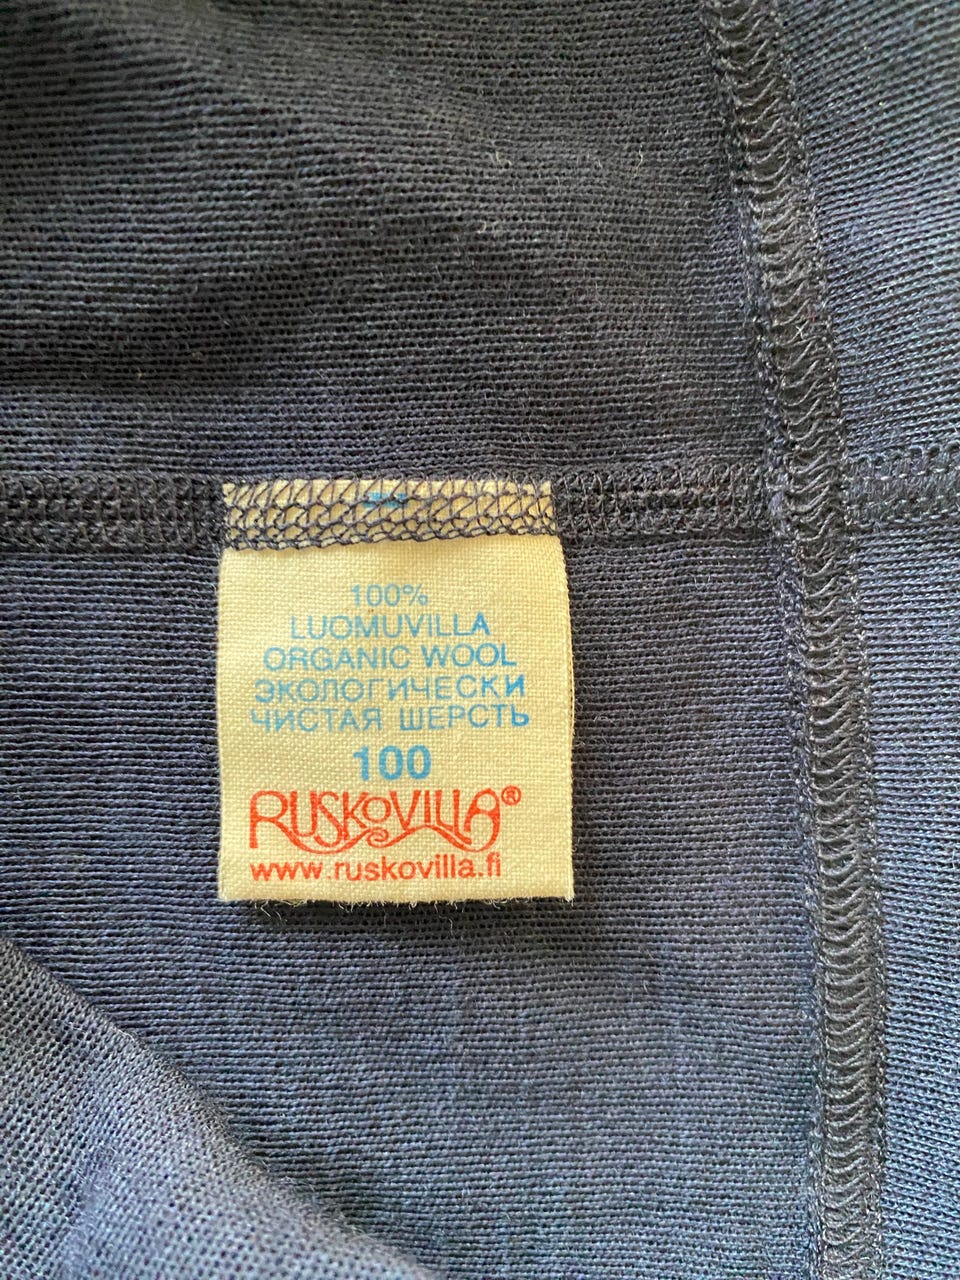 100%
LUOMUVILLA
ORGANIC WOOL
ЭКОЛОГИЧЕСКИ
ЧИСТАЯ ШЕРСТЬ
100
RUSKOVILLA®
www.ruskovilla.fi